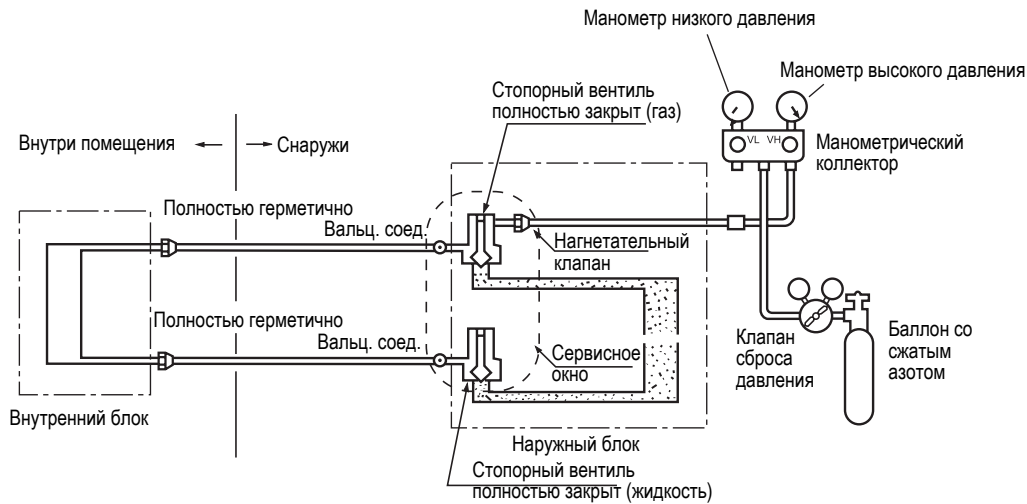 Манометр низкого давления
Манометр высокого давления
Стопорный вентиль
полностью закрыт (газ)
Внутри помещения
Снаружи
VL VH
Манометрический
коллектор
Полностью герметично
Вальц. соед.
Нагнетательный
клапан
Полностью герметично
Вальц. соед.
Сервисное
окно
Клапан
сброса
давления
Баллон со
сжатым
азотом
Внутренний блок
Наружный блок
Стопорный вентиль
полностью закрыт (жидкость)